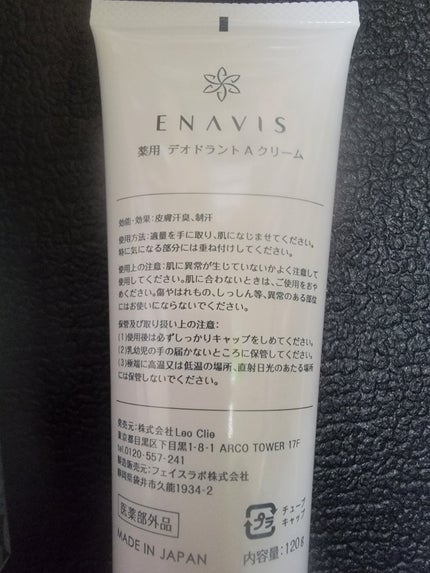 ENAVIS
薬用 デオドラント A クリーム
効能・効果: 皮膚汗臭、制汗
使用方法: 適量を手に取り、肌になじませてください。
特に気になる部分には重ね付けしてください。
使用上の注意: 肌に異常が生じていないかよく注意して
使用してください。肌に合わないときは、ご使用をおや
めください。傷やはれもの、しっしん等、異常のある部位
にはお使いにならないでください。
保管及び取り扱い上の注意:
(1)使用後は必ずしっかりキャップをしめてください。
(2)乳幼児の手の届かないところに保管してください。
(3)極端に高温又は低温の場所、直射日光のあたる場所
には保管しないでください。
発売元: 株式会社Leo Clie
東京都目黒区下目黒1-8-1 ARCO TOWER 17F
tel.0120-557-241
製造販売元: フェイスラボ株式会社
静岡県袋井市久能1934-2
医薬部外品
プラ
チューブ
キャップ
MADE IN JAPAN
内容量: 120g